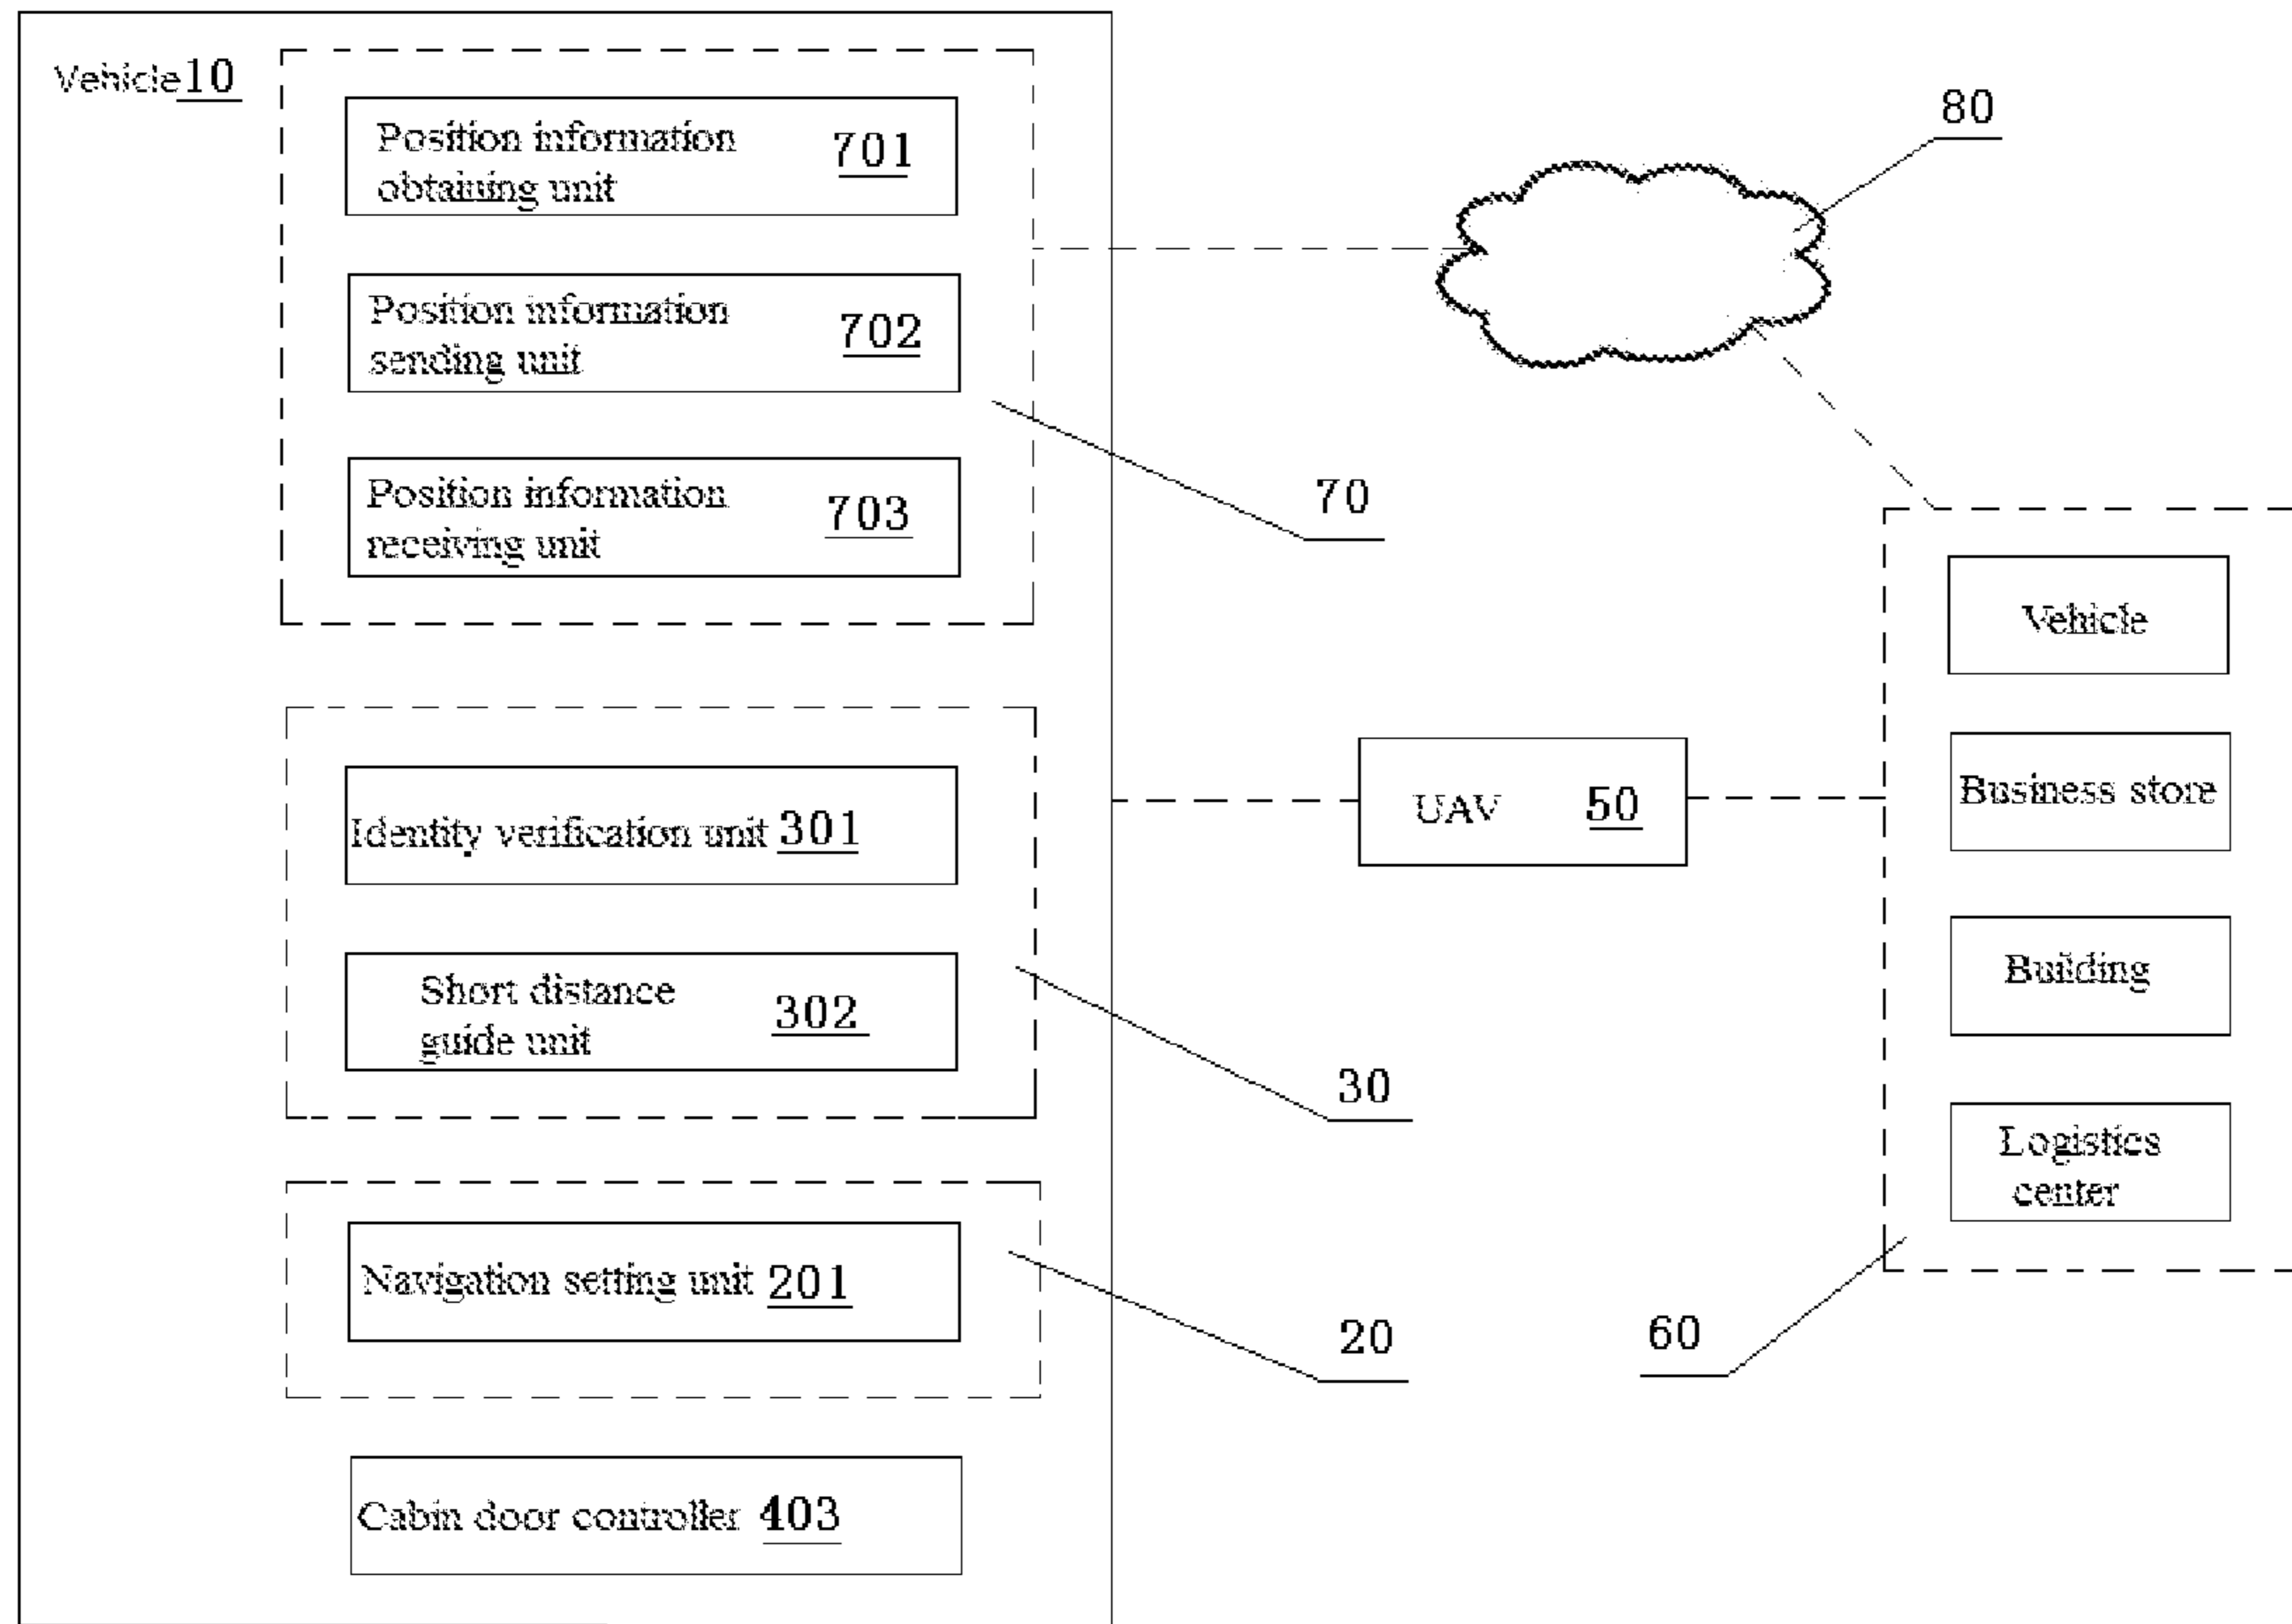 Vehicle 10
Position information 701
obtaining unit
Position information 702
sending unit
Position information 703
receiving unit
Identity verification unit 301
Short distance 302
guide unit
Navigation setting unit 201
Cabin door controller 403
80
70
UAV 50
30
20
60
Vehicle
Business store
Building
Logistics
center